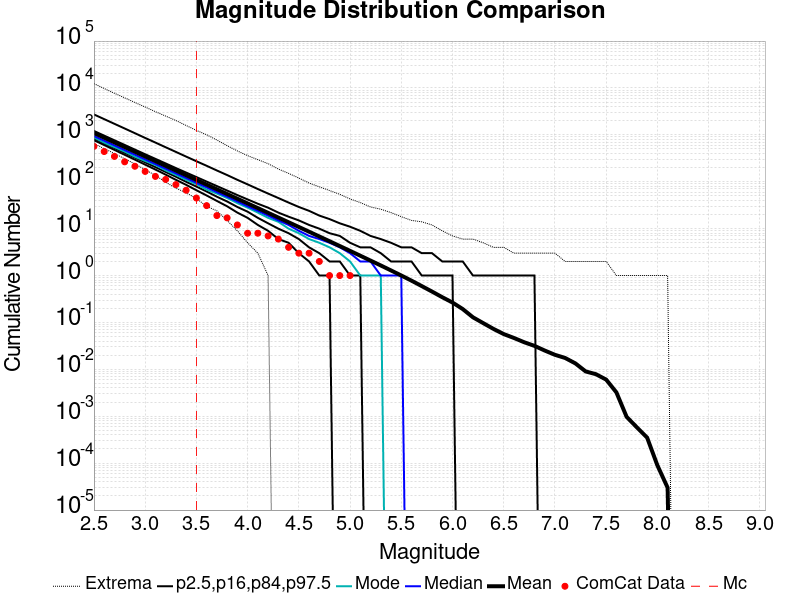 Magnitude Distribution Comparison
10^5
10^4
10^3
10^2
10^1
10^0
10^-1
10^-2
10^-3
10^-4
10^-5
Cumulative Number
2.5 3.0 3.5 4.0 4.5 5.0 5.5 6.0 6.5 7.0 7.5 8.0 8.5 9.0
Magnitude
Extrema p2.5,p16,p84,p97.5 Mode Median Mean ComCat Data Mc